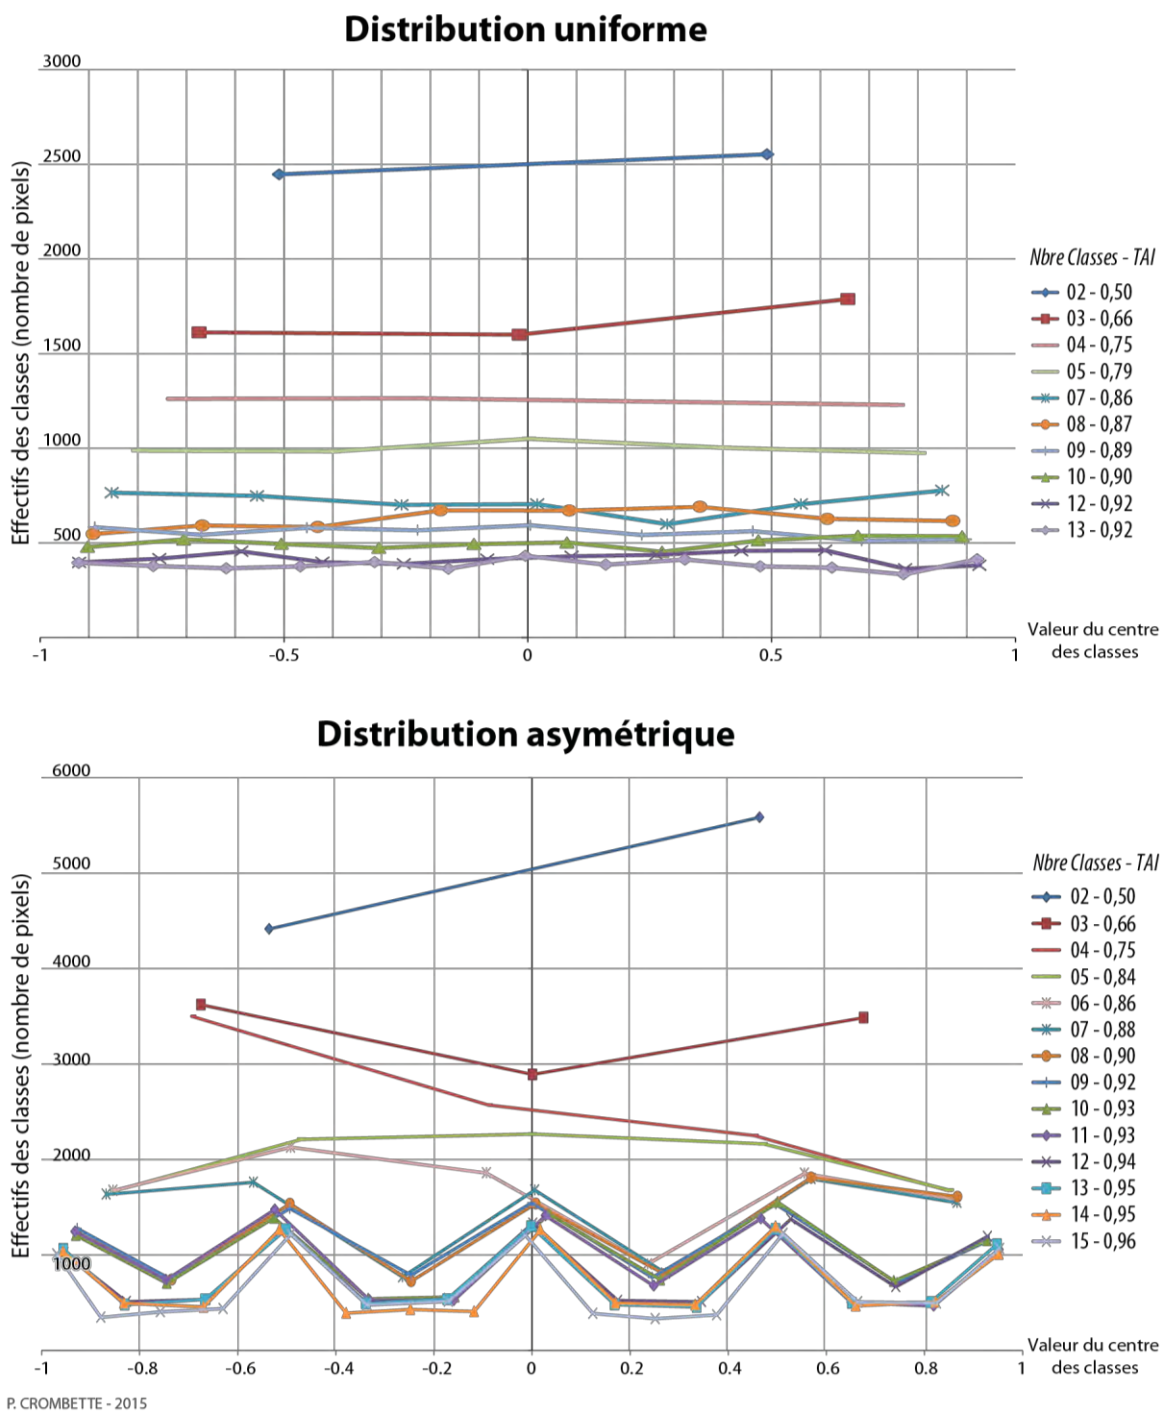 Distribution uniforme
3000
2500
2000
1500
1000
500
Effectifs des classes (nombre de pixels)
-1
-0.5
0
0.5
1
Valeur du centre
des classes
Nbre Classes - TAI
02 - 0,50
03 - 0,66
04 - 0,75
05 - 0,79
07 - 0,86
08 - 0,87
09 - 0,89
10 - 0,90
12 - 0,92
13 - 0,92
Distribution asymétrique
6000
5000
4000
3000
2000
1000
Effectifs des classes (nombre de pixels)
-1
-0.8
-0.6
-0.4
-0.2
0
0.2
0.4
0.6
0.8
1
Valeur du centre
des classes
Nbre Classes - TAI
02 - 0,50
03 - 0,66
04 - 0,75
05 - 0,84
06 - 0,86
07 - 0,88
08 - 0,90
09 - 0,92
10 - 0,93
11 - 0,93
12 - 0,94
13 - 0,95
14 - 0,95
15 - 0,96
P. CROMBETTE - 2015